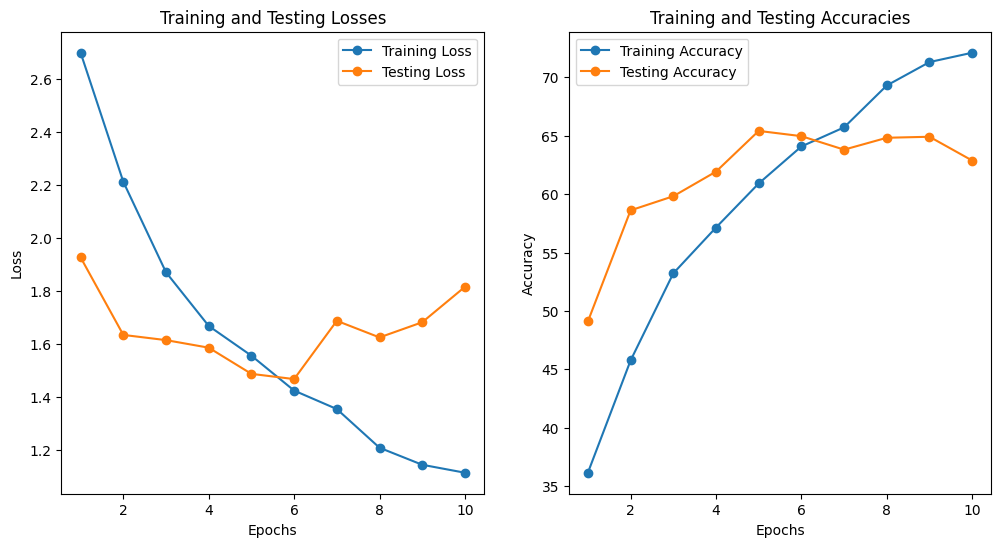 Training and Testing Losses
Training Loss
Testing Loss
2.6
2.4
2.2
2.0
1.8
1.6
1.4
1.2
Loss
2 4 6 8 10
Epochs
Training and Testing Accuracies
Training Accuracy
Testing Accuracy
70
65
60
55
50
45
40
35
Accuracy
2 4 6 8 10
Epochs